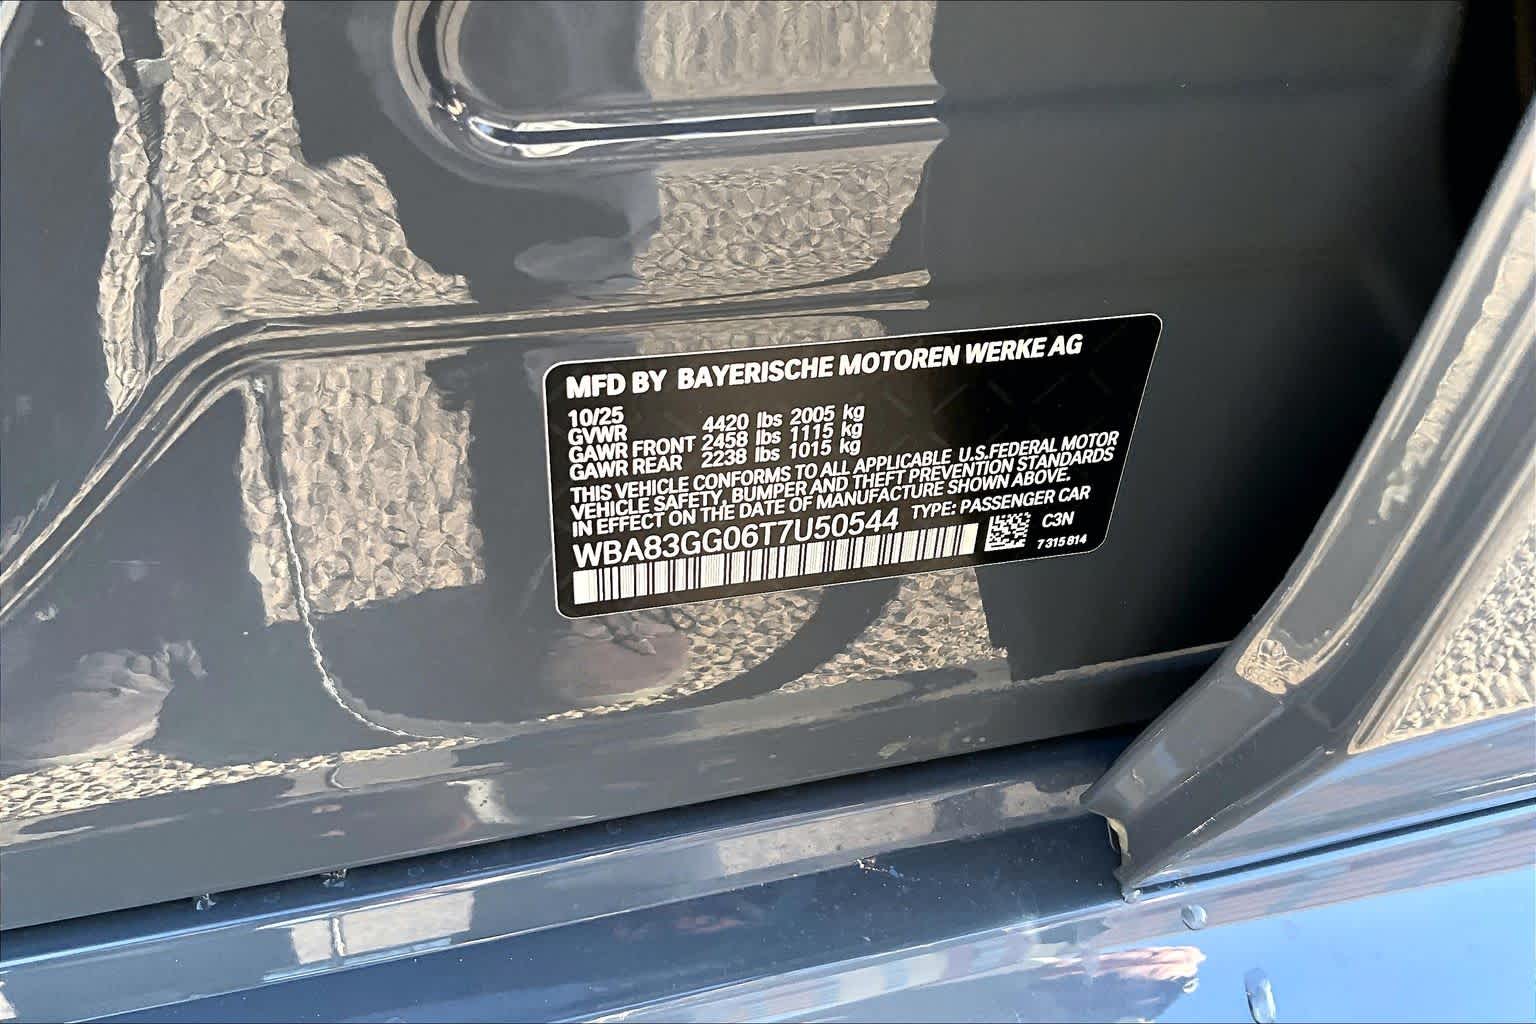 MFD BY BAYERISCHE MOTOREN WERKE AG
10/25
GVWR 4420 lbs 2005 kg
GAWR FRONT 2458 lbs 1115 kg
GAWR REAR 2238 lbs 1015 kg
THIS VEHICLE CONFORMS TO ALL APPLICABLE U.S.FEDERAL MOTOR
VEHICLE SAFETY, BUMPER AND THEFT PREVENTION STANDARDS
IN EFFECT ON THE DATE OF MANUFACTURE SHOWN ABOVE.
WBA83GG06T7U50544 TYPE: PASSENGER CAR
C3N
7 315 814